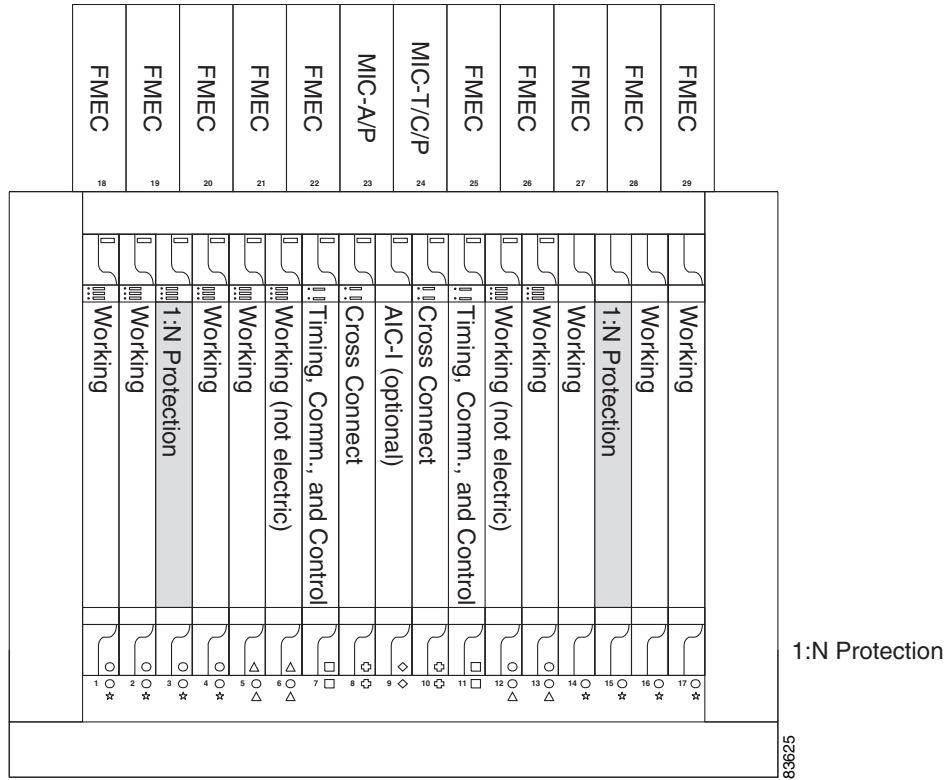 FMEC
FMEC
FMEC
FMEC
FMEC
MIC-A/P
MIC-T/C/P
FMEC
FMEC
FMEC
FMEC
FMEC
18
19
20
21
22
23
24
25
26
27
28
29
Working
Working
1:N Protection
Working
Working
Working (not electric)
Timing, Comm., and Control
Cross Connect
AIC-I (optional)
Cross Connect
Timing, Comm., and Control
Working (not electric)
Working
Working
1:N Protection
Working
Working
1:N Protection
1
2
3
4
5
6
7
8
9
10
11
12
13
14
15
16
17
83625